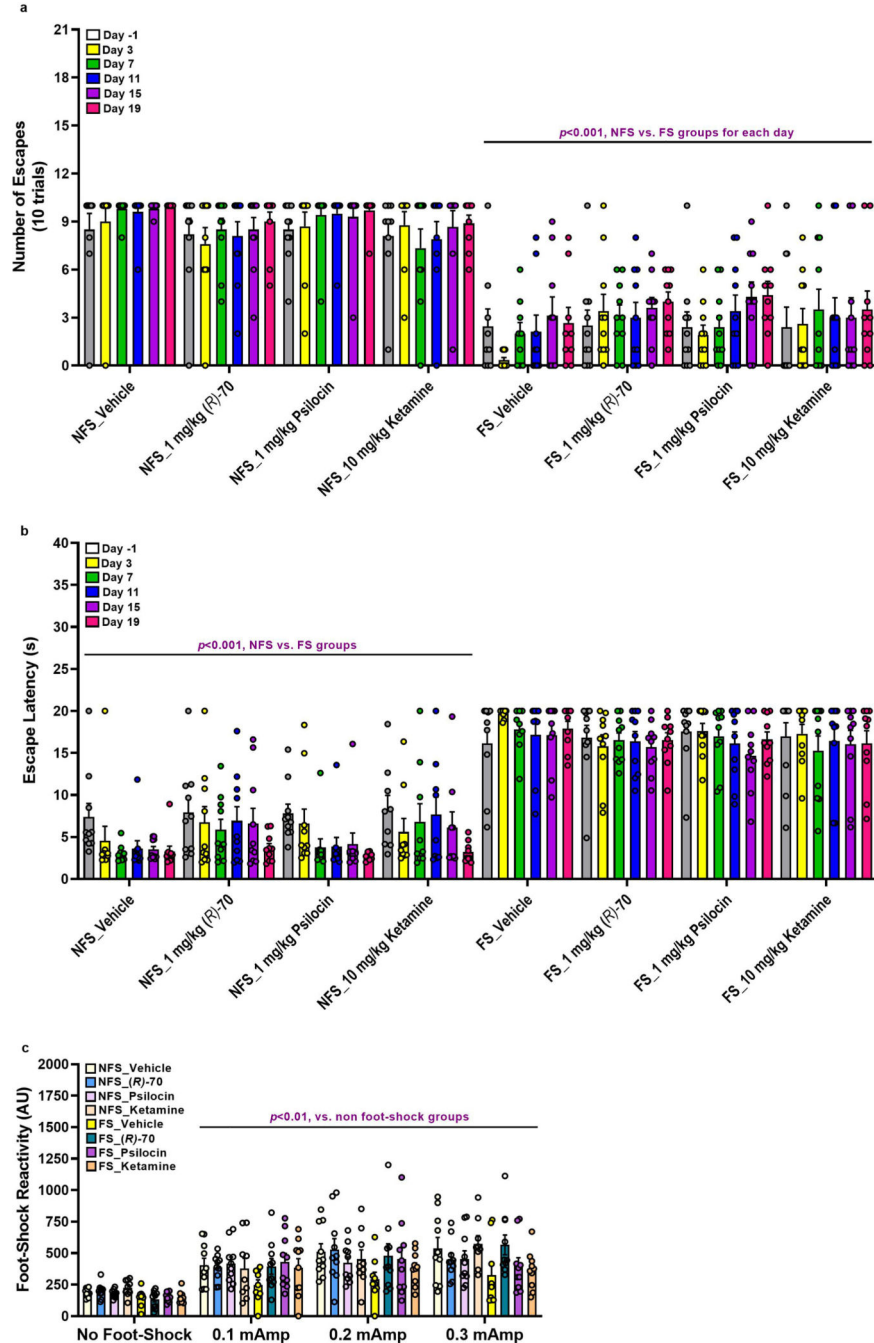 a
21
18
15
12
9
6
3
0
Number of Escapes
(10 trials)
Day -1
Day 3
Day 7
Day 11
Day 15
Day 19
p<0.001, NFS vs. FS groups for each day
NFS_Vehicle
NFS_1 mg/kg (R)-70
NFS_1 mg/kg Psilocin
NFS_10 mg/kg Ketamine
FS_Vehicle
FS_1 mg/kg (R)-70
FS_1 mg/kg Psilocin
FS_10 mg/kg Ketamine
b
40
35
30
25
20
15
10
5
0
Escape Latency (s)
Day -1
Day 3
Day 7
Day 11
Day 15
Day 19
p<0.001, NFS vs. FS groups
NFS_Vehicle
NFS_1 mg/kg (R)-70
NFS_1 mg/kg Psilocin
NFS_10 mg/kg Ketamine
FS_Vehicle
FS_1 mg/kg (R)-70
FS_1 mg/kg Psilocin
FS_10 mg/kg Ketamine
c
2000
1750
1500
1250
1000
750
500
250
0
Foot-Shock Reactivity (AU)
NFS_Vehicle
NFS_(R)-70
NFS_Psilocin
NFS_Ketamine
FS_Vehicle
FS_(R)-70
FS_Psilocin
FS_Ketamine
p<0.01, vs. non foot-shock groups
No Foot-Shock
0.1 mAmp
0.2 mAmp
0.3 mAmp